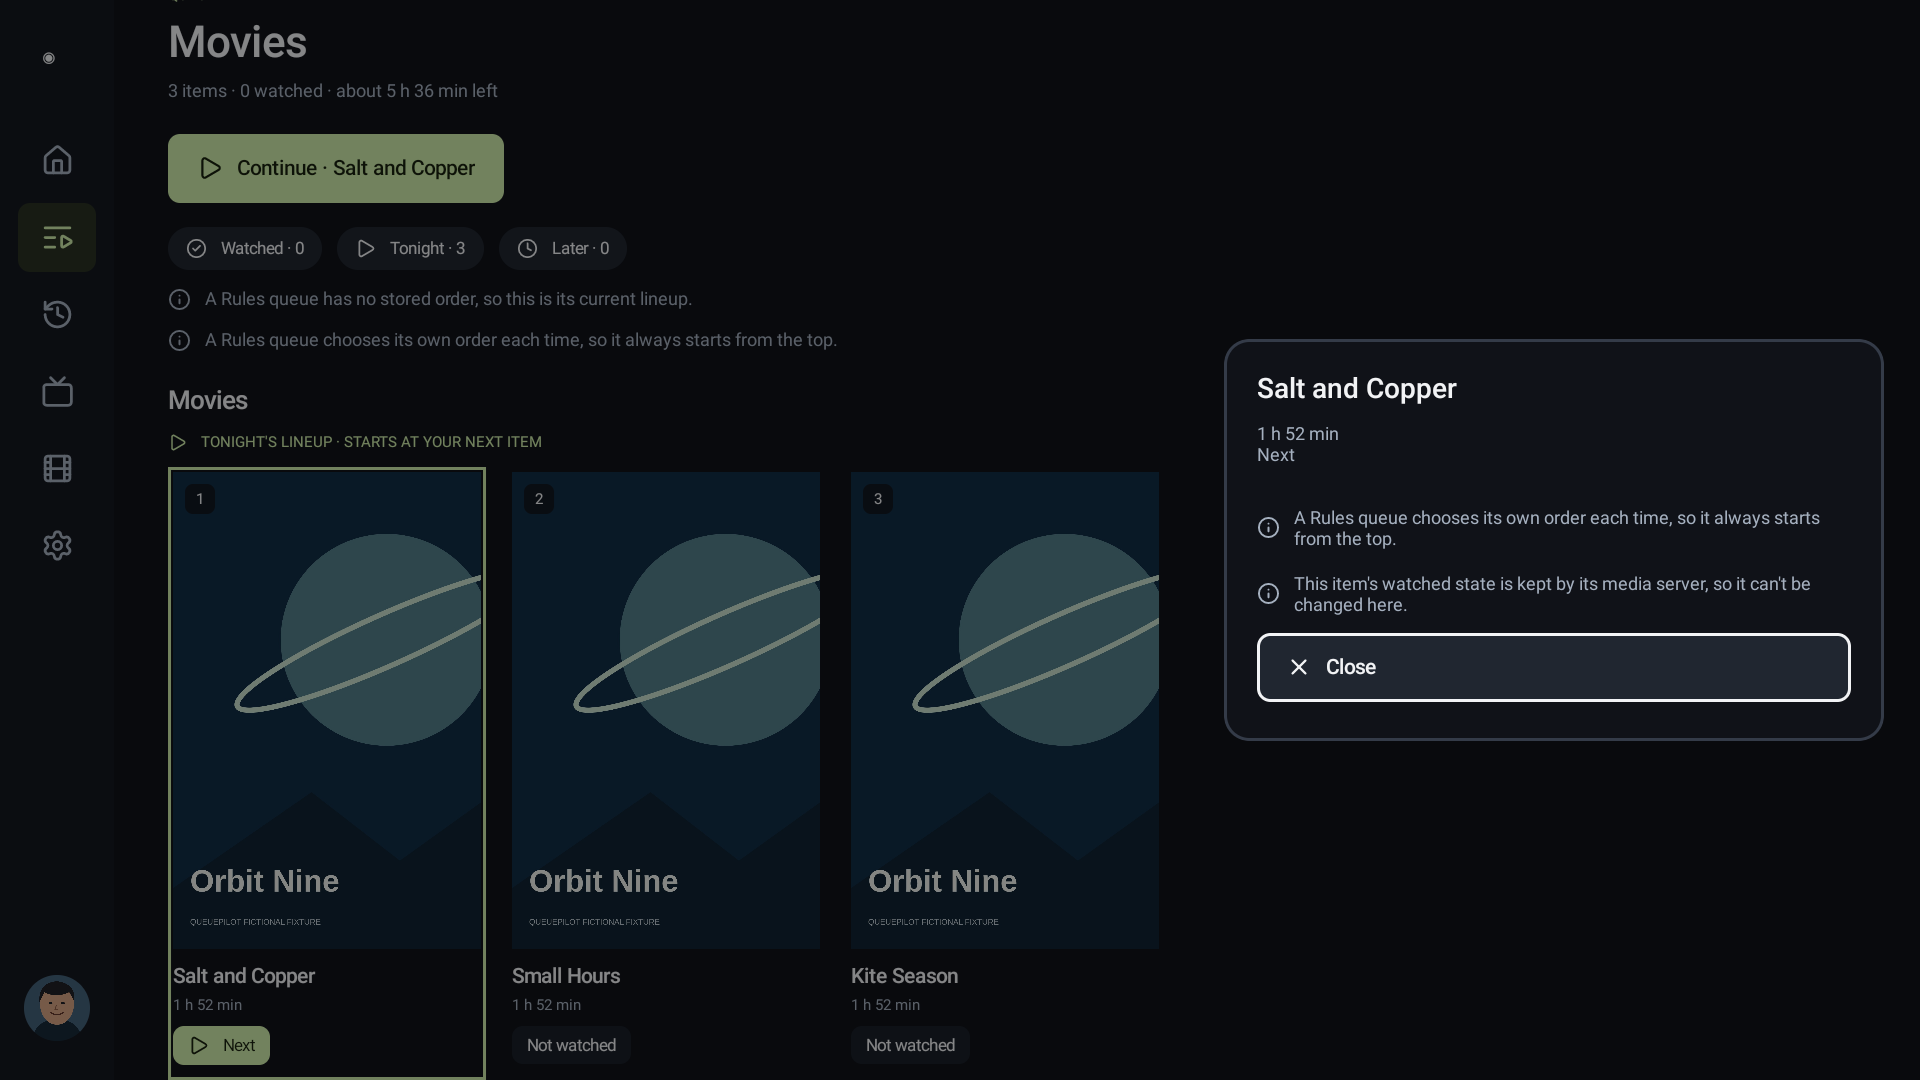 Movies
3 items · 0 watched · about 5 h 36 min left
Continue · Salt and Copper
Watched · 0
Tonight · 3
Later · 0
A Rules queue has no stored order, so this is its current lineup.
A Rules queue chooses its own order each time, so it always starts from the top.
Movies
TONIGHT'S LINEUP · STARTS AT YOUR NEXT ITEM
1
Orbit Nine
QUEUEPILOT FICTIONAL FIXTURE
Salt and Copper
1 h 52 min
Next
2
Orbit Nine
QUEUEPILOT FICTIONAL FIXTURE
Small Hours
1 h 52 min
Not watched
3
Orbit Nine
QUEUEPILOT FICTIONAL FIXTURE
Kite Season
1 h 52 min
Not watched
Salt and Copper
1 h 52 min
Next
A Rules queue chooses its own order each time, so it always starts
from the top.
This item's watched state is kept by its media server, so it can't be
changed here.
Close